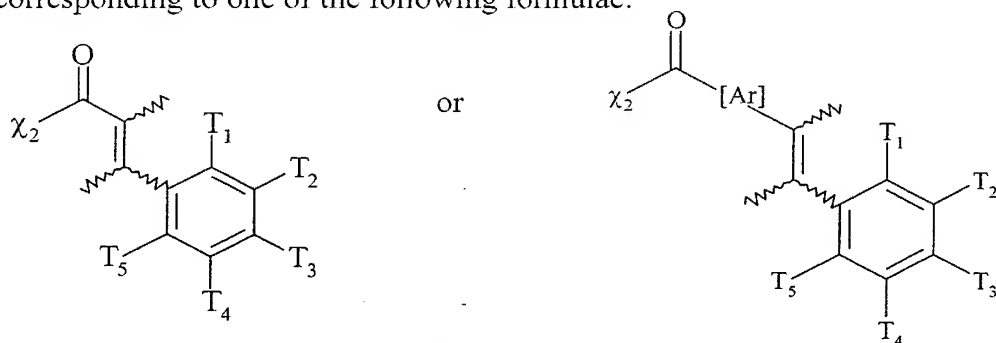 corresponding to one of the following formulae:
O
χ₂
T₁
T₂
T₃
T₄
T₅
or
O
χ₂
[Ar]
T₁
T₂
T₃
T₄
T₅